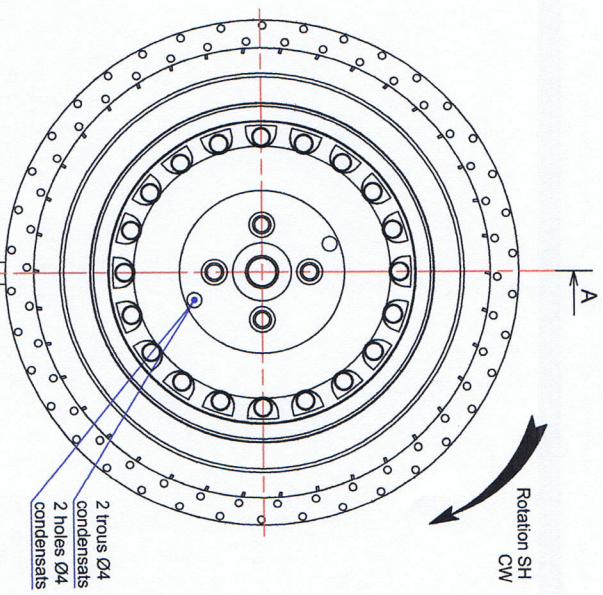 A
Rotation SH
CW
2 trous Ø4
condensats
2 holes Ø4
condensats